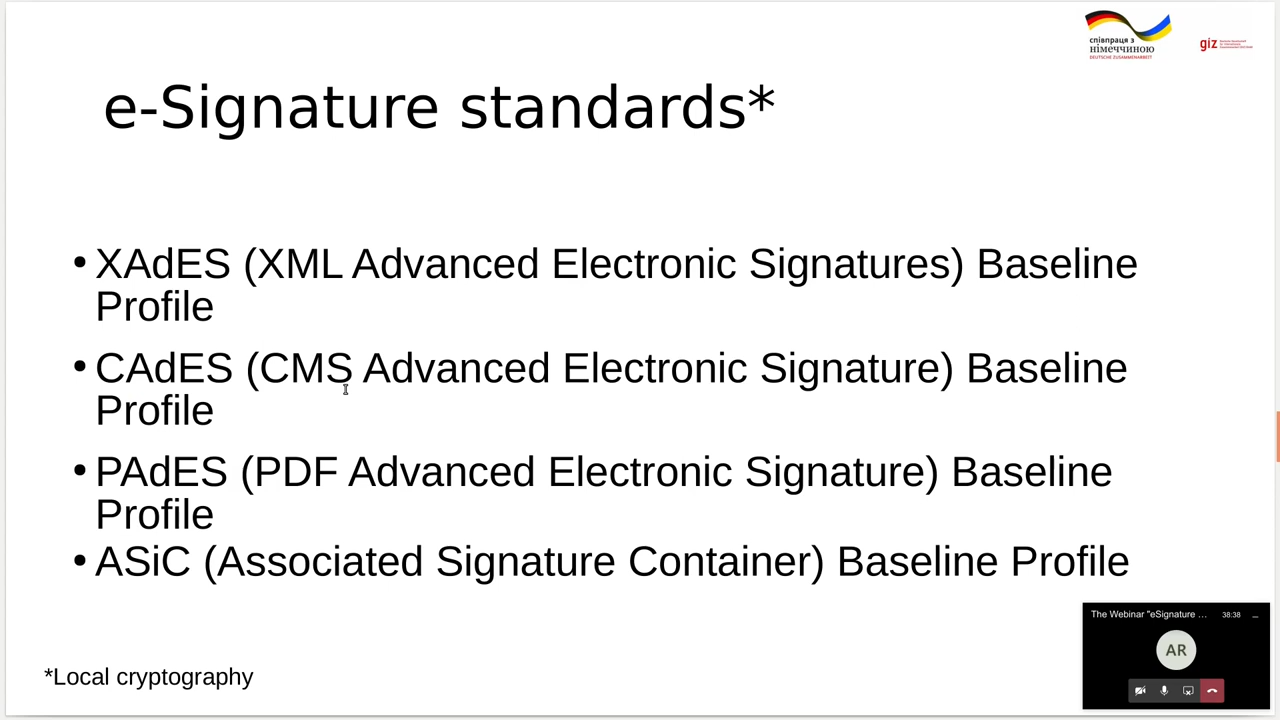 співпраця з
німеччиною
DEUTSCHE ZUSAMMENARBEIT
giz
e-Signature standards*
• XAdES (XML Advanced Electronic Signatures) Baseline
Profile
• CAdES (CMS Advanced Electronic Signature) Baseline
Profile
• PAdES (PDF Advanced Electronic Signature) Baseline
Profile
• ASiC (Associated Signature Container) Baseline Profile
*Local cryptography
The Webinar "eSignature ... 38:38
AR